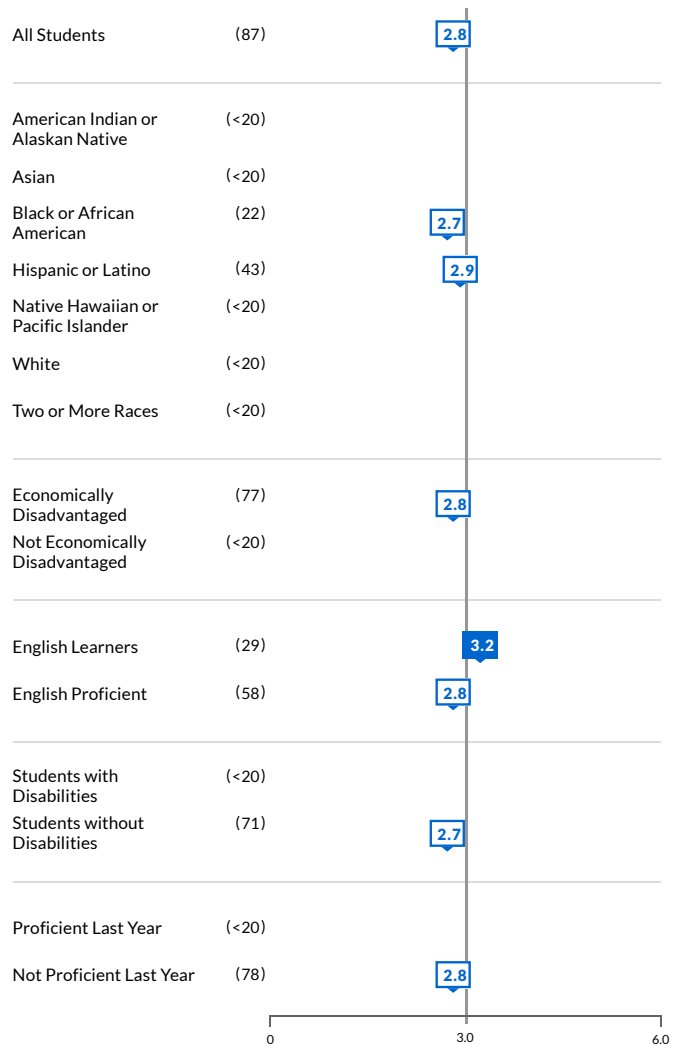 All Students (87) 2.8
American Indian or (<20)
Alaskan Native
Asian (<20)
Black or African (22) 2.7
American
Hispanic or Latino (43) 2.9
Native Hawaiian or (<20)
Pacific Islander
White (<20)
Two or More Races (<20)
Economically (77) 2.8
Disadvantaged
Not Economically (<20)
Disadvantaged
English Learners (29) 3.2
English Proficient (58) 2.8
Students with (<20)
Disabilities
Students without (71) 2.7
Disabilities
Proficient Last Year (<20)
Not Proficient Last Year (78) 2.8
0 3.0 6.0